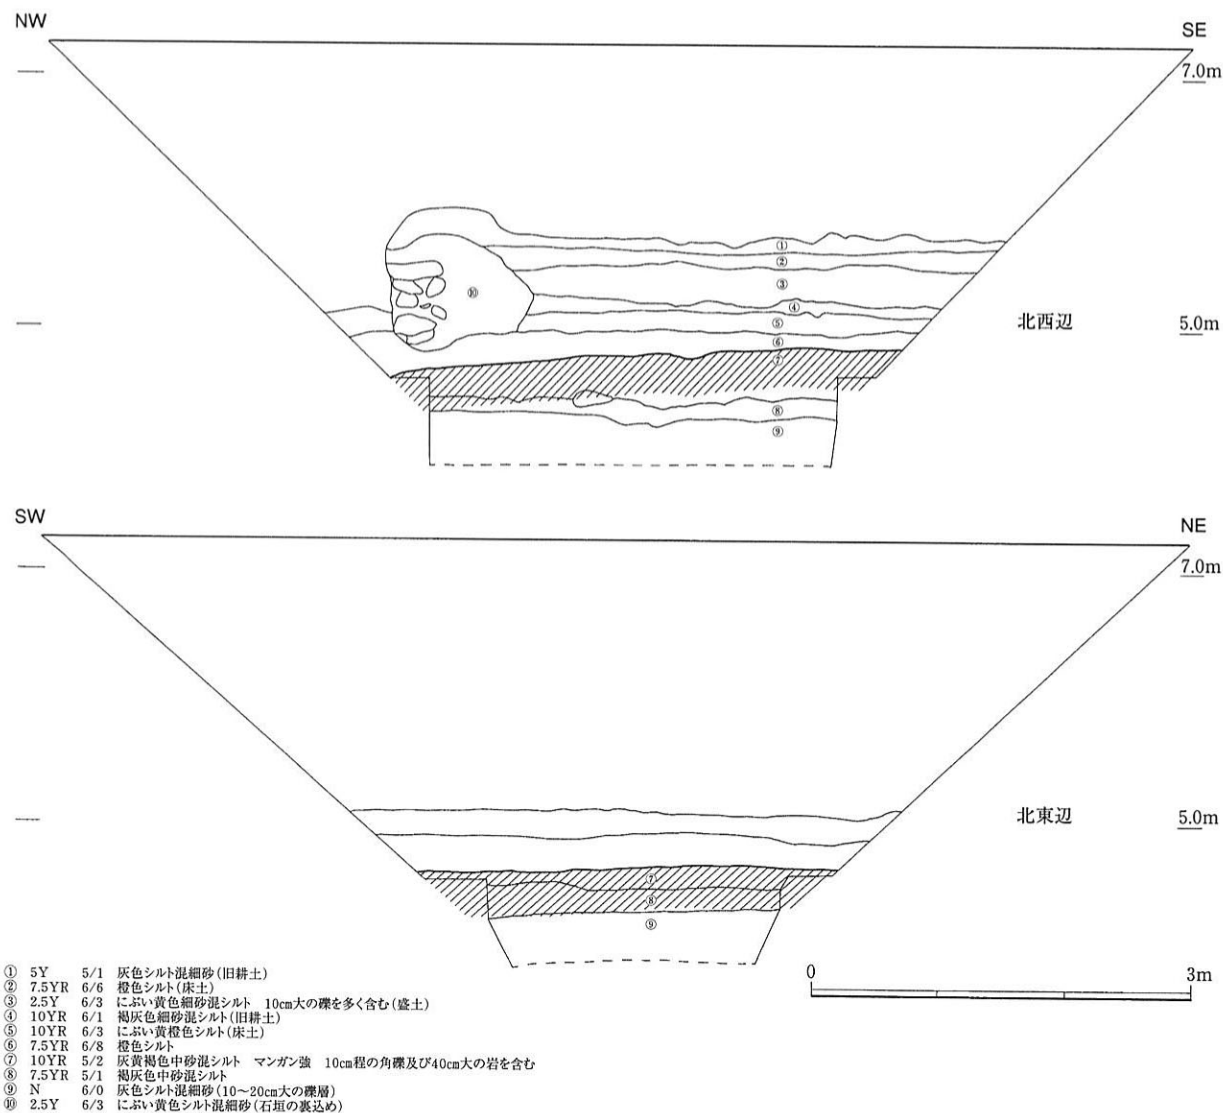 NW
SE
7.0m
①
②
③
⑩
④
⑤
北西辺
5.0m
⑥
⑦
⑧
⑨
SW
NE
7.0m
北東辺
5.0m
⑦
⑧
⑨
0 3m
① 5Y 5/1 灰色シルト混細砂(旧耕土)
② 7.5YR 6/6 橙色シルト(床土)
③ 2.5Y 6/3 にぶい黄色細砂混シルト 10cm大の礫を多く含む(盛土)
④ 10YR 6/1 褐灰色細砂混シルト(旧耕土)
⑤ 10YR 6/3 にぶい黄橙色シルト(床土)
⑥ 7.5YR 6/8 橙色シルト
⑦ 10YR 5/2 灰黄褐色中砂混シルト マンガン強 10cm程の角礫及び40cm大の岩を含む
⑧ 7.5YR 5/1 褐灰色中砂混シルト
⑨ N 6/0 灰色シルト混細砂(10〜20cm大の礫層)
⑩ 2.5Y 6/3 にぶい黄色シルト混細砂(石垣の裏込め)